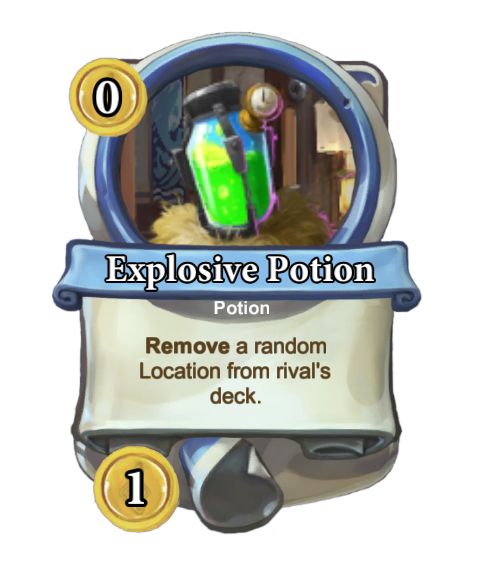 0
Explosive Potion
Potion
Remove a random
Location from rival's
deck.
1